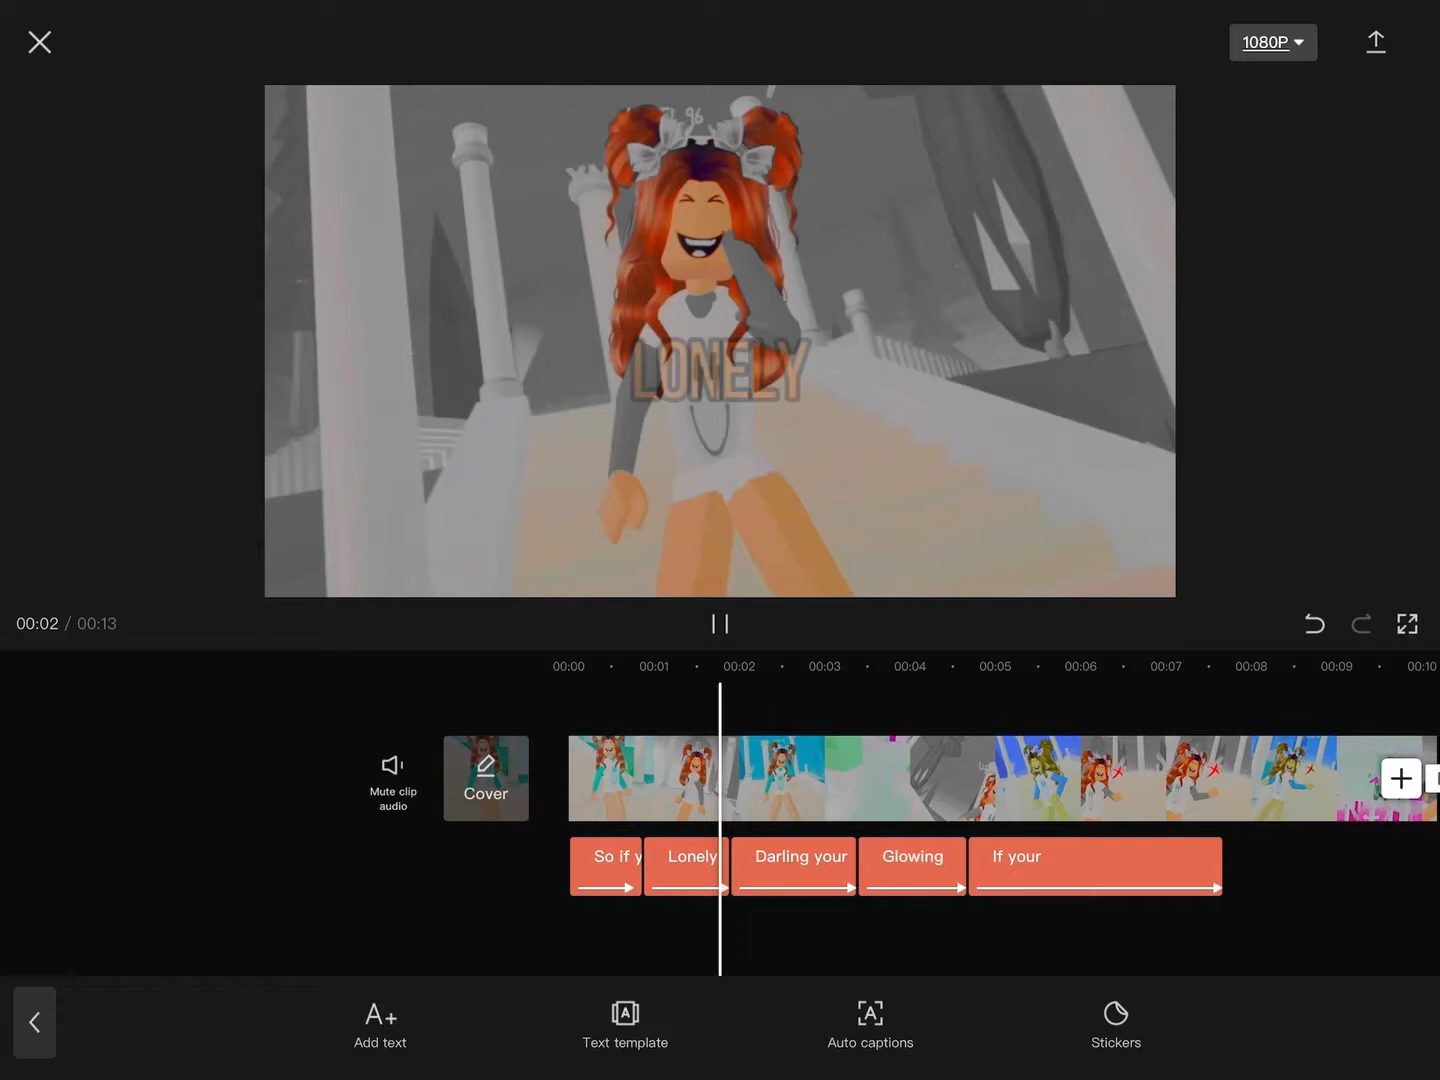 1080P
96
LONELY
00:02 / 00:13
00:00 00:01 00:02 00:03 00:04 00:05 00:06 00:07 00:08 00:09 00:10
Mute clip
audio
Cover
So if y
Lonely
Darling your
Glowing
If your
Add text
Text template
Auto captions
Stickers